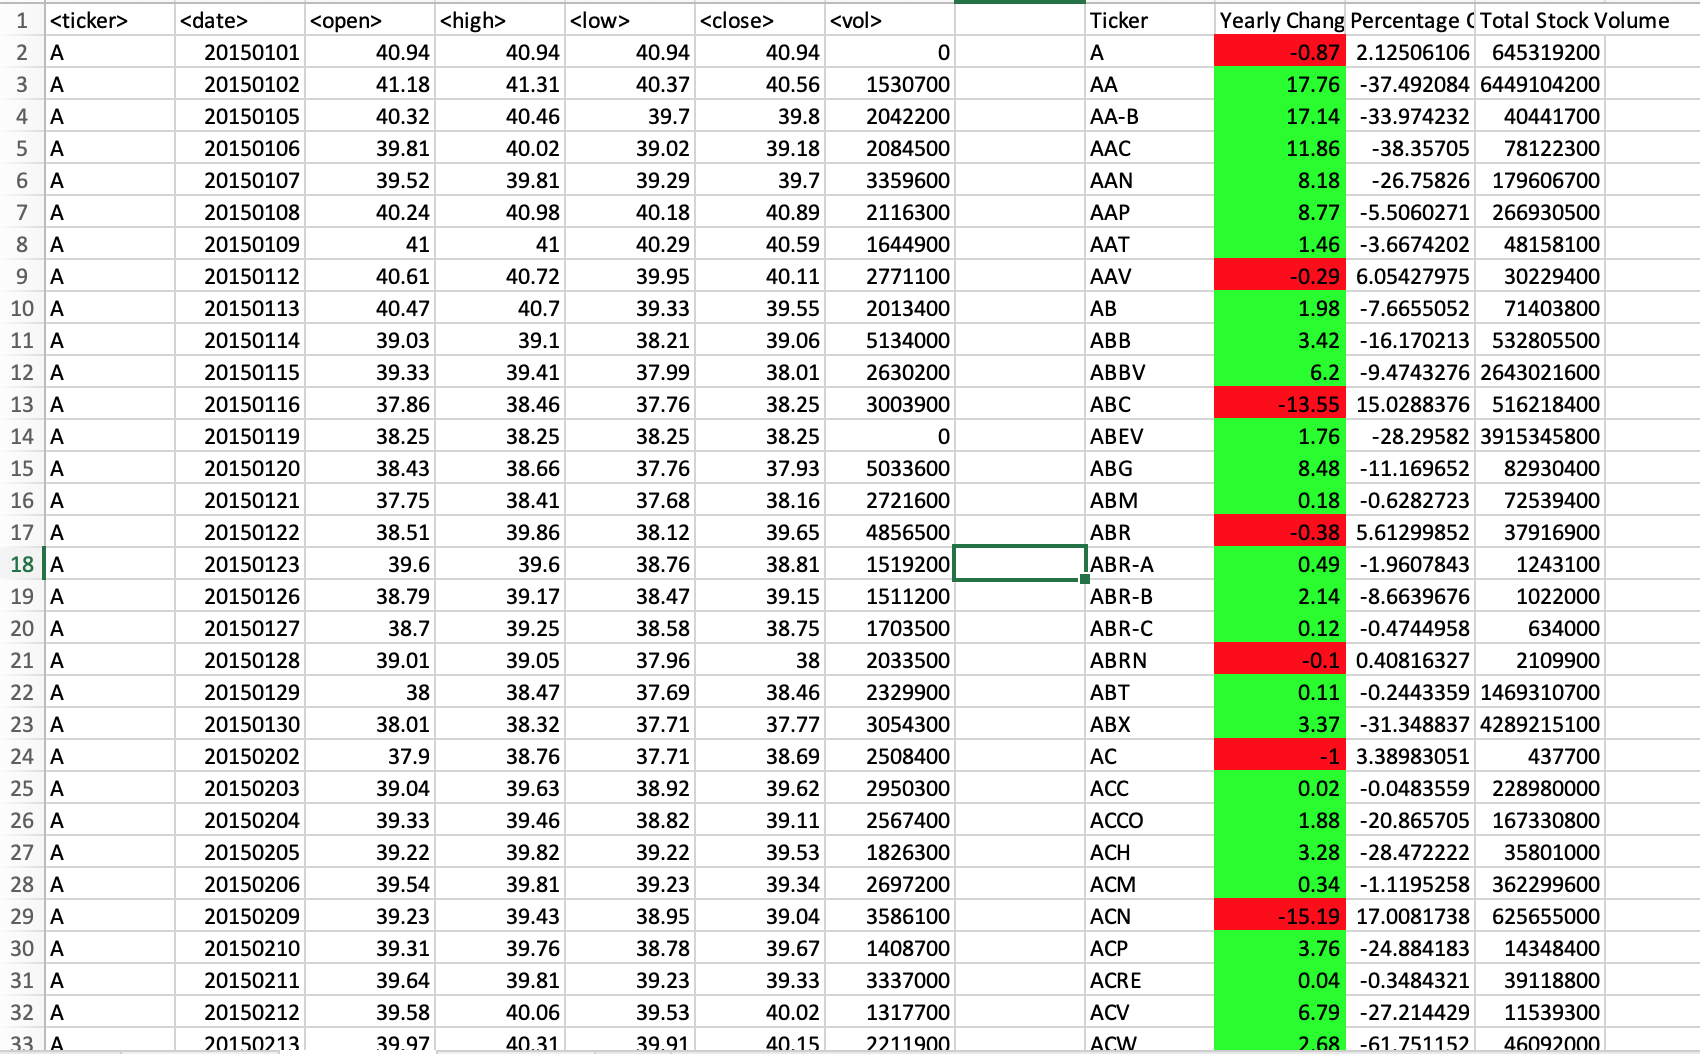 1 <ticker> <date> <open> <high> <low> <close> <vol> Ticker Yearly Chang Percentage C Total Stock Volume
2 A 20150101 40.94 40.94 40.94 40.94 0 A -0.87 2.12506106 645319200
3 A 20150102 41.18 41.31 40.37 40.56 1530700 AA 17.76 -37.492084 6449104200
4 A 20150105 40.32 40.46 39.7 39.8 2042200 AA-B 17.14 -33.974232 40441700
5 A 20150106 39.81 40.02 39.02 39.18 2084500 AAC 11.86 -38.35705 78122300
6 A 20150107 39.52 39.81 39.29 39.7 3359600 AAN 8.18 -26.75826 179606700
7 A 20150108 40.24 40.98 40.18 40.89 2116300 AAP 8.77 -5.5060271 266930500
8 A 20150109 41 41 40.29 40.59 1644900 AAT 1.46 -3.6674202 48158100
9 A 20150112 40.61 40.72 39.95 40.11 2771100 AAV -0.29 6.05427975 30229400
10 A 20150113 40.47 40.7 39.33 39.55 2013400 AB 1.98 -7.6655052 71403800
11 A 20150114 39.03 39.1 38.21 39.06 5134000 ABB 3.42 -16.170213 532805500
12 A 20150115 39.33 39.41 37.99 38.01 2630200 ABBV 6.2 -9.4743276 2643021600
13 A 20150116 37.86 38.46 37.76 38.25 3003900 ABC -13.55 15.0288376 516218400
14 A 20150119 38.25 38.25 38.25 38.25 0 ABEV 1.76 -28.29582 3915345800
15 A 20150120 38.43 38.66 37.76 37.93 5033600 ABG 8.48 -11.169652 82930400
16 A 20150121 37.75 38.41 37.68 38.16 2721600 ABM 0.18 -0.6282723 72539400
17 A 20150122 38.51 39.86 38.12 39.65 4856500 ABR -0.38 5.61299852 37916900
18 A 20150123 39.6 39.6 38.76 38.81 1519200 ABR-A 0.49 -1.9607843 1243100
19 A 20150126 38.79 39.17 38.47 39.15 1511200 ABR-B 2.14 -8.6639676 1022000
20 A 20150127 38.7 39.25 38.58 38.75 1703500 ABR-C 0.12 -0.4744958 634000
21 A 20150128 39.01 39.05 37.96 38 2033500 ABRN -0.1 0.40816327 2109900
22 A 20150129 38 38.47 37.69 38.46 2329900 ABT 0.11 -0.2443359 1469310700
23 A 20150130 38.01 38.32 37.71 37.77 3054300 ABX 3.37 -31.348837 4289215100
24 A 20150202 37.9 38.76 37.71 38.69 2508400 AC -1 3.38983051 437700
25 A 20150203 39.04 39.63 38.92 39.62 2950300 ACC 0.02 -0.0483559 228980000
26 A 20150204 39.33 39.46 38.82 39.11 2567400 ACCO 1.88 -20.865705 167330800
27 A 20150205 39.22 39.82 39.22 39.53 1826300 ACH 3.28 -28.472222 35801000
28 A 20150206 39.54 39.81 39.23 39.34 2697200 ACM 0.34 -1.1195258 362299600
29 A 20150209 39.23 39.43 38.95 39.04 3586100 ACN -15.19 17.0081738 625655000
30 A 20150210 39.31 39.76 38.78 39.67 1408700 ACP 3.76 -24.884183 14348400
31 A 20150211 39.64 39.81 39.23 39.33 3337000 ACRE 0.04 -0.3484321 39118800
32 A 20150212 39.58 40.06 39.53 40.02 1317700 ACV 6.79 -27.214429 11539300
33 A 20150213 39.97 40.31 39.91 40.15 2211900 ACW 2.68 -61.751152 46092000